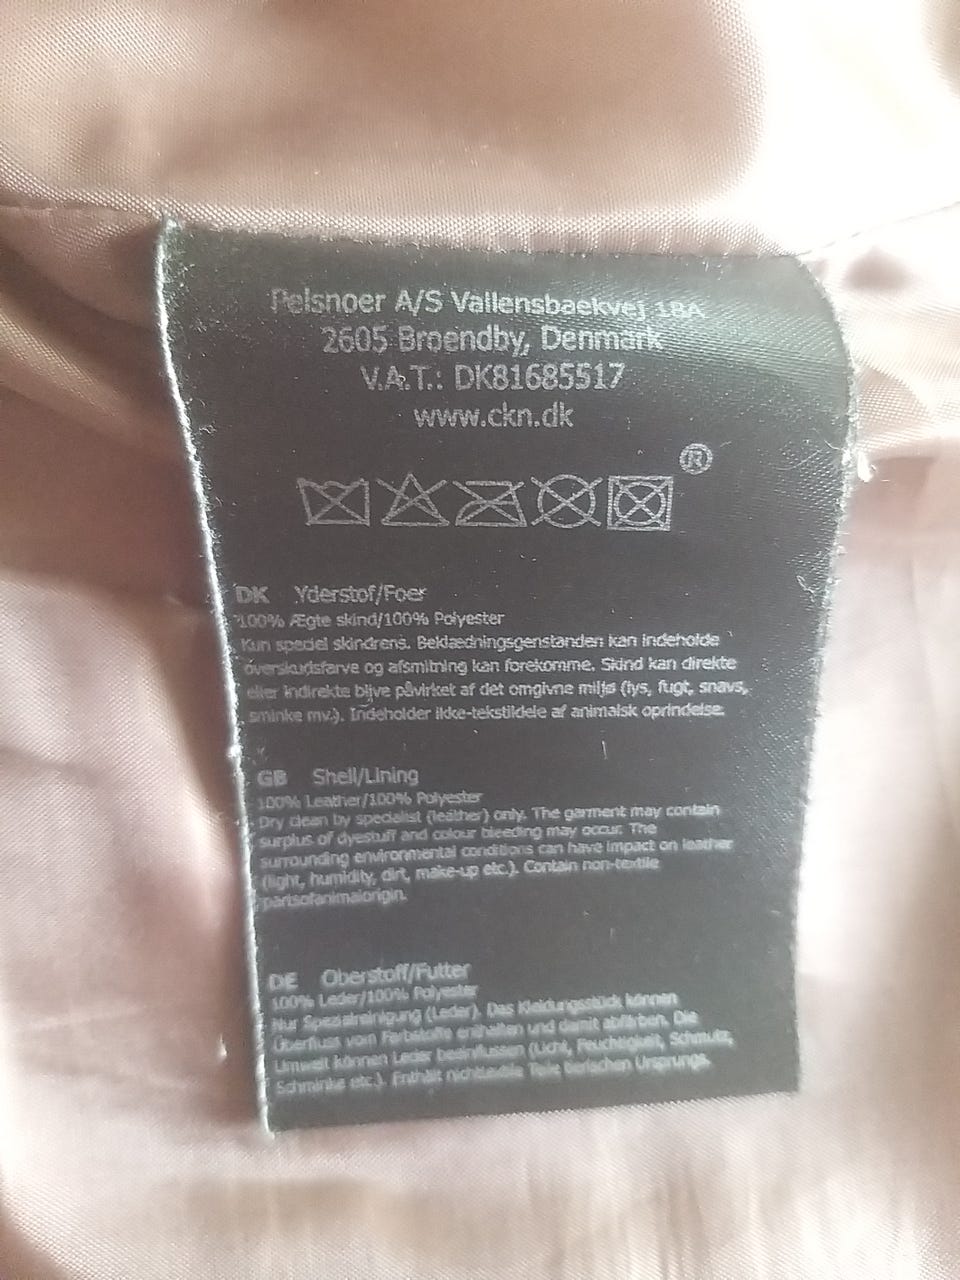 Pelsnoer A/S Vallensbaekvej 18A
2605 Broendby, Denmark
V.A.T.: DK81685517
www.ckn.dk
®
DK Yderstof/Foer
100% Ægte skind/100% Polyester
Kun speciel skindrens. Beklædningsgenstanden kan indeholde
overskudsfarve og afsmitning kan forekomme. Skind kan direkte
eller indirekte blive påvirket af det omgivne miljø (lys, fugt, snavs,
sminke mv.). Indeholder ikke-tekstildele af animalsk oprindelse.
GB Shell/Lining
100% Leather/100% Polyester
Dry clean by specialist (leather) only. The garment may contain
surplus of dyestuff and colour bleeding may occur. The
surrounding environmental conditions can have impact on leather
(light, humidity, dirt, make-up etc.). Contain non-textile
partsofanimalorigin.
DE Oberstoff/Futter
100% Leder/100% Polyester
Nur Spezialreinigung (Leder). Das Kleidungsstück können
Überfluss vom Farbstoffe enthalten und damit abfärben. Die
Umwelt können Leder beeinflussen (Licht, Feuchtigkeit, Schmutz,
Schminke etc.). Enthält nichttextile Teile tierischen Ursprungs.